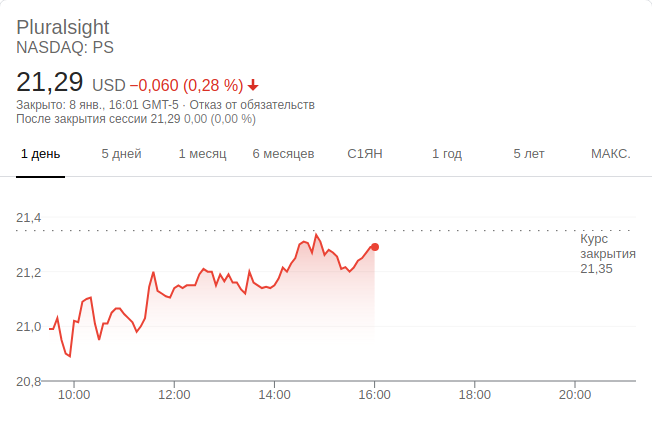 Pluralsight
NASDAQ: PS
21,29 USD −0,060 (0,28 %)
Закрыто: 8 янв., 16:01 GMT-5 · Отказ от обязательств
После закрытия сессии 21,29 0,00 (0,00 %)
1 день 5 дней 1 месяц 6 месяцев С1ЯН 1 год 5 лет МАКС.
21,4
Курс
закрытия
21,35
21,2
21,0
20,8
10:00 12:00 14:00 16:00 18:00 20:00